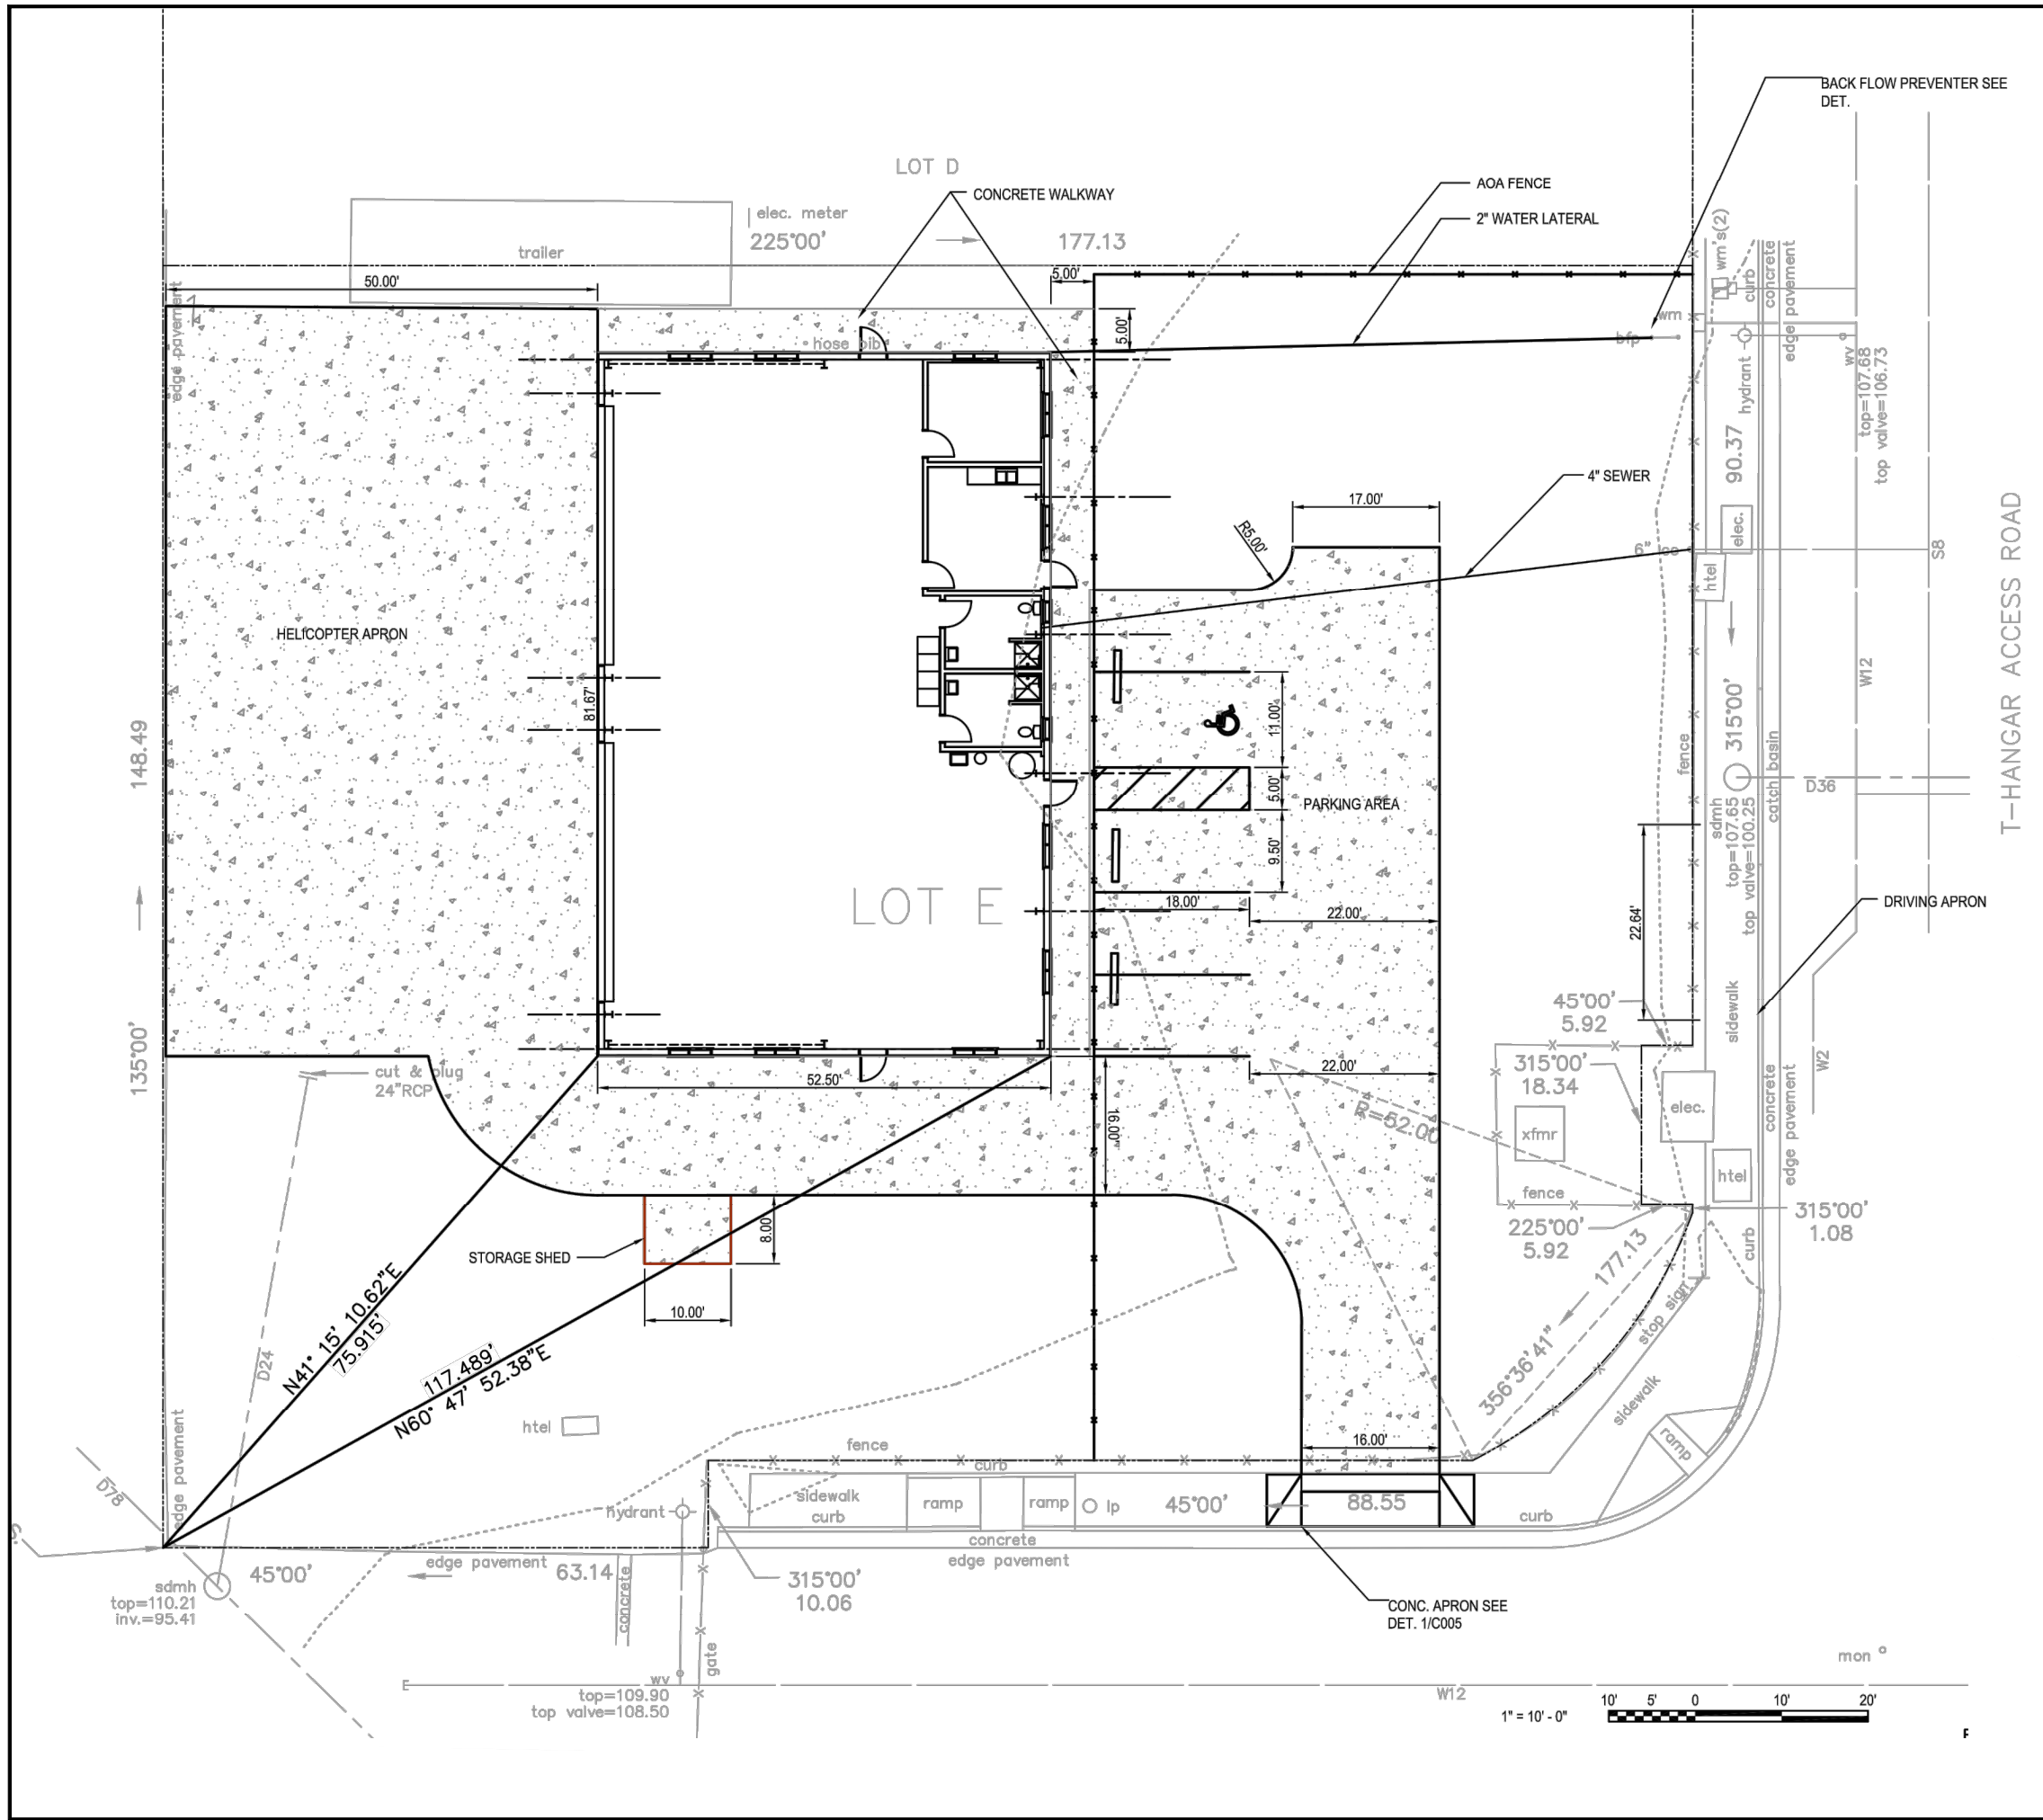 BACK FLOW PREVENTER SEE
DET.
LOT D
CONCRETE WALKWAY
AOA FENCE
2" WATER LATERAL
elec. meter
225°00'
177.13
trailer
50.00'
5.00'
5.00'
edge pavement
hose bib
bfp
wm
wm's(2)
curb
concrete
edge pavement
hydrant
wv
top=107.68
top valve=106.73
90.37
4" SEWER
17.00'
R5.00'
6"
co
elec.
htel
S8
T-HANGAR ACCESS ROAD
HELICOPTER APRON
81.67'
11.00'
5.00'
PARKING AREA
9.50'
18.00'
22.00'
LOT E
148.49
135°00'
fence
315°00'
sdmh
top=107.65
top valve=100.25
catch basin
D36
W12
22.64'
DRIVING APRON
45°00'
5.92
sidewalk
315°00'
18.34
W2
cut & plug
24"RCP
52.50'
22.00'
16.00'
R=52.00
xfmr
elec.
htel
concrete
edge pavement
fence
225°00'
5.92
315°00'
1.08
curb
STORAGE SHED
8.00'
10.00'
177.13
356°36'41"
stop sign
sidewalk
ramp
N41° 15' 10.62"E
75.915'
117.489'
N60° 47' 52.38"E
D24
htel
edge pavement
D78
fence
curb
16.00'
sidewalk
curb
ramp
ramp
lp
45°00'
88.55
curb
hydrant
concrete
edge pavement
edge pavement
45°00'
63.14
sdmh
top=110.21
inv.=95.41
concrete
315°00'
10.06
CONC. APRON SEE
DET. 1/C005
gate
wv
top=109.90
top valve=108.50
E
W12
mon
1" = 10' - 0"
10' 5' 0 10' 20'